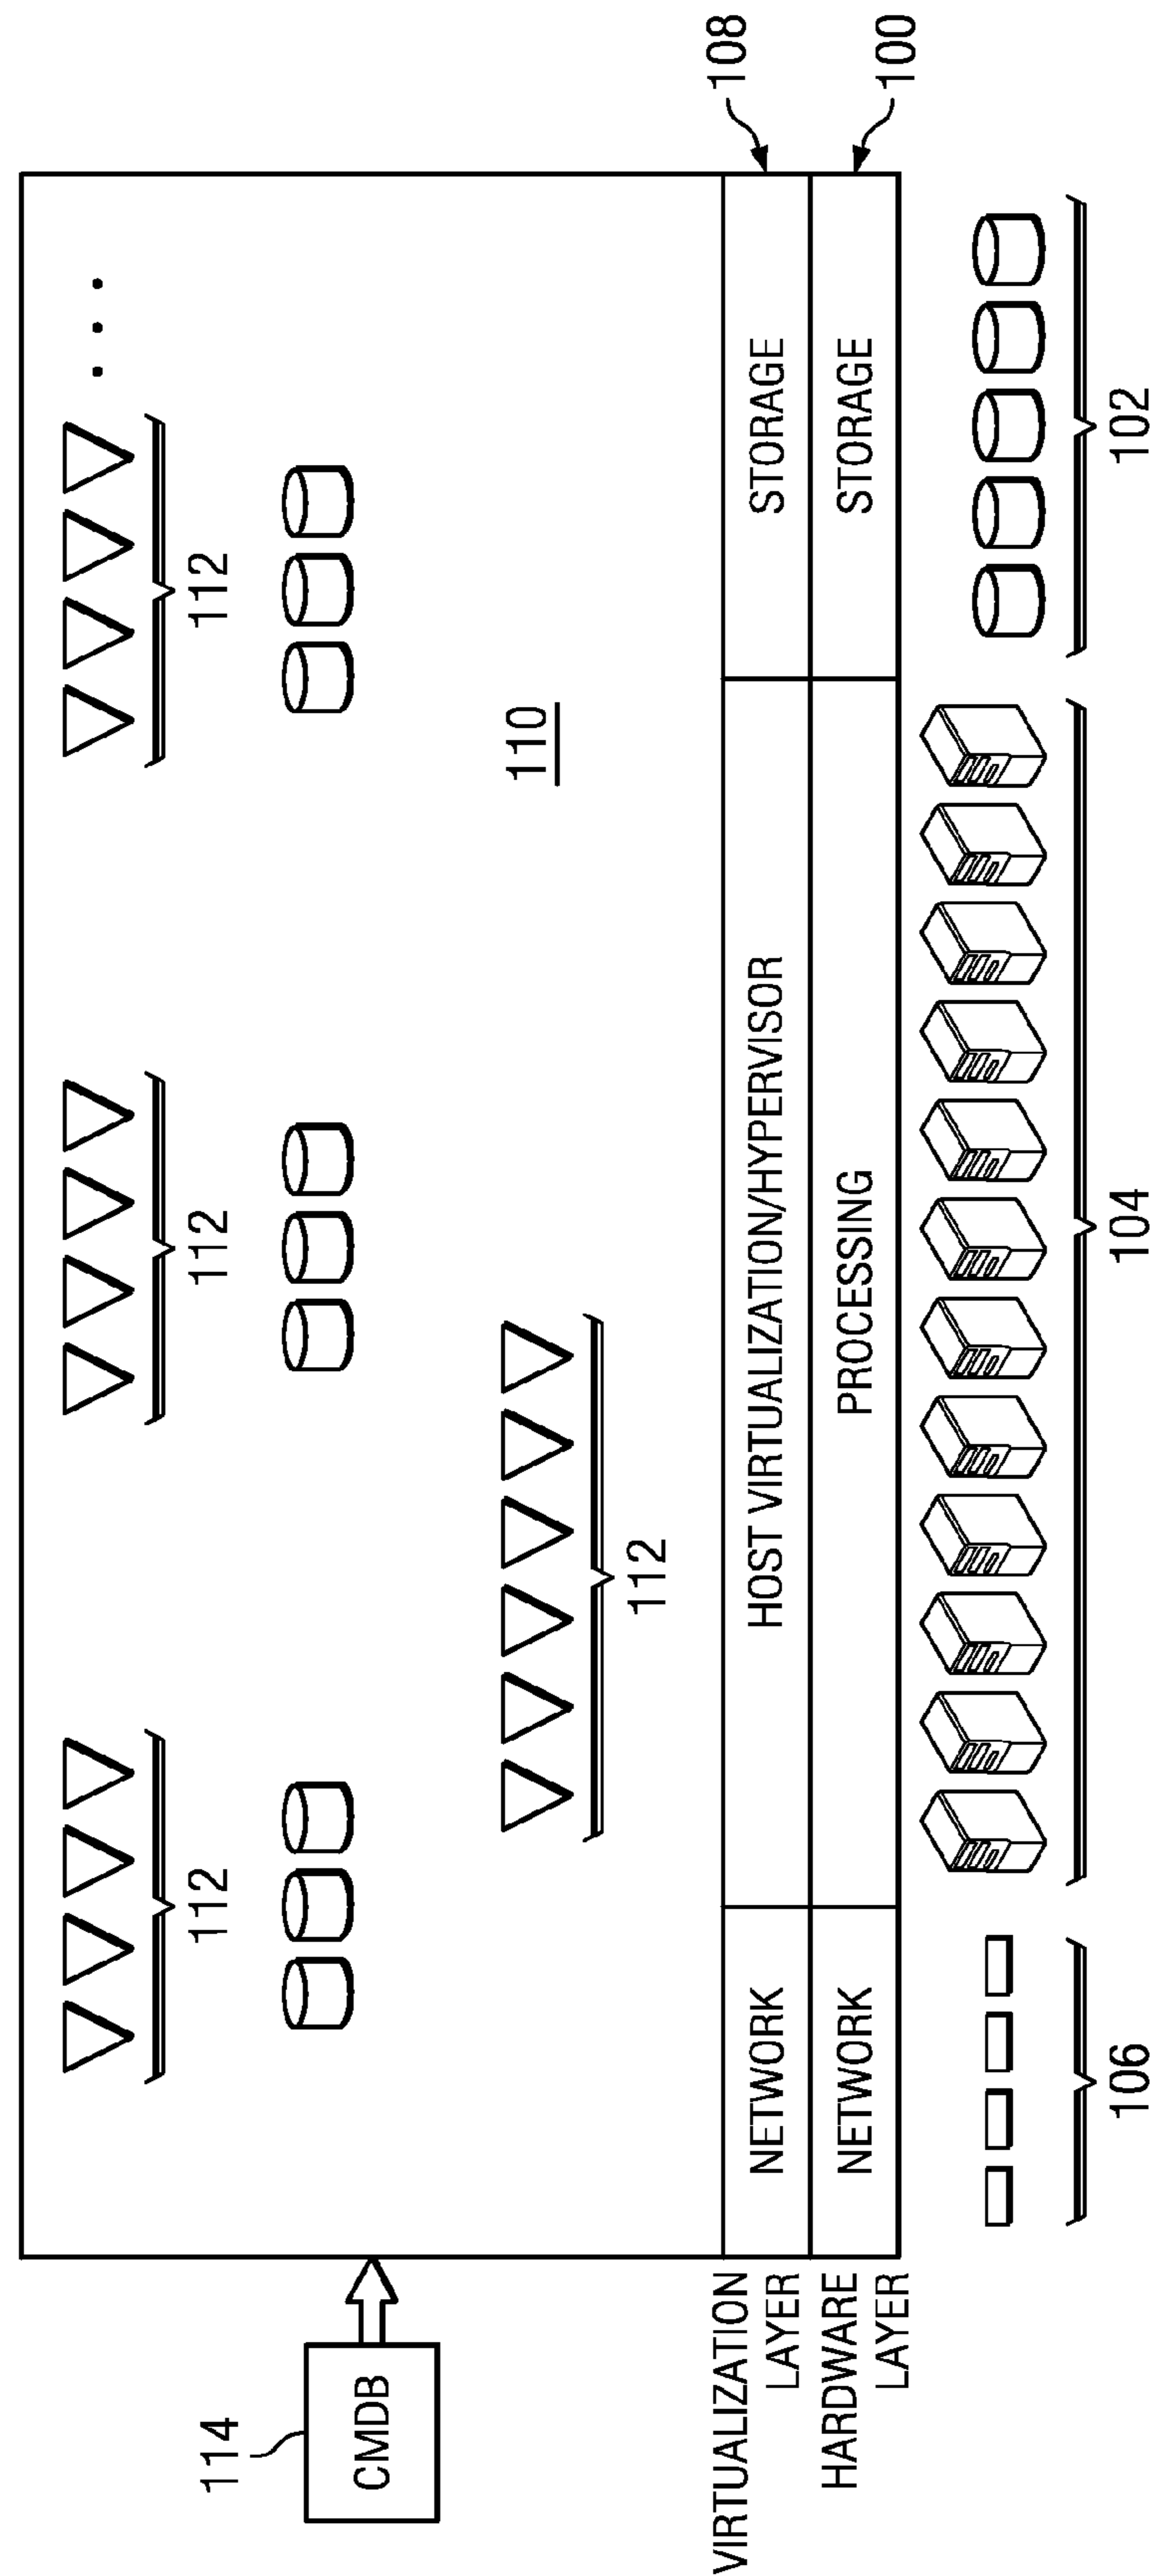 112
112
112
. . .
114
CMDB
110
112
VIRTUALIZATION
LAYER
NETWORK
HOST VIRTUALIZATION/HYPERVISOR
STORAGE
108
HARDWARE
LAYER
NETWORK
PROCESSING
STORAGE
100
106
104
102